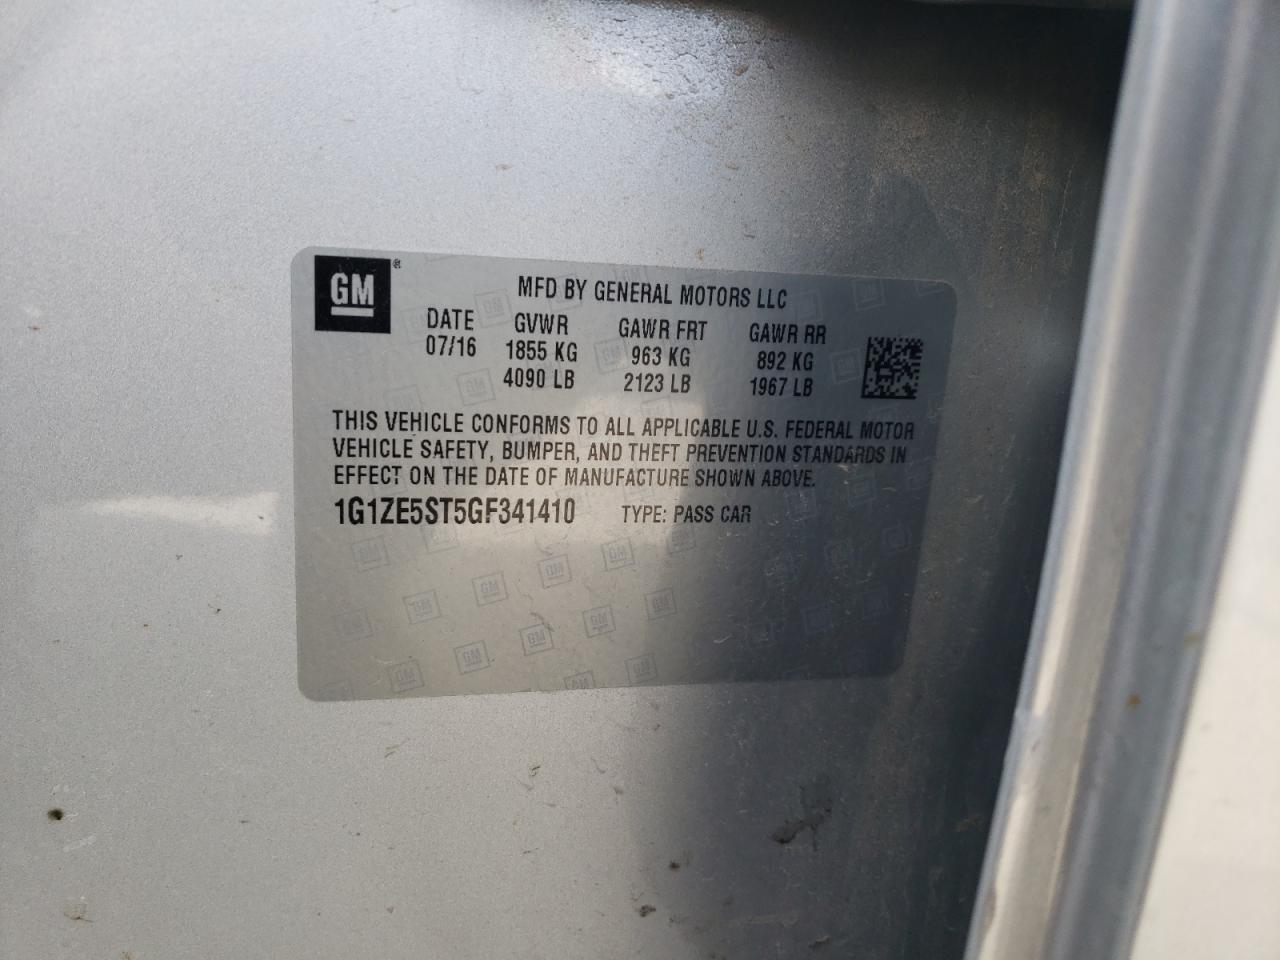 GM ®
MFD BY GENERAL MOTORS LLC
DATE GVWR GAWR FRT GAWR RR
07/16 1855 KG 963 KG 892 KG
4090 LB 2123 LB 1967 LB
THIS VEHICLE CONFORMS TO ALL APPLICABLE U.S. FEDERAL MOTOR
VEHICLE SAFETY, BUMPER, AND THEFT PREVENTION STANDARDS IN
EFFECT ON THE DATE OF MANUFACTURE SHOWN ABOVE.
1G1ZE5ST5GF341410 TYPE: PASS CAR